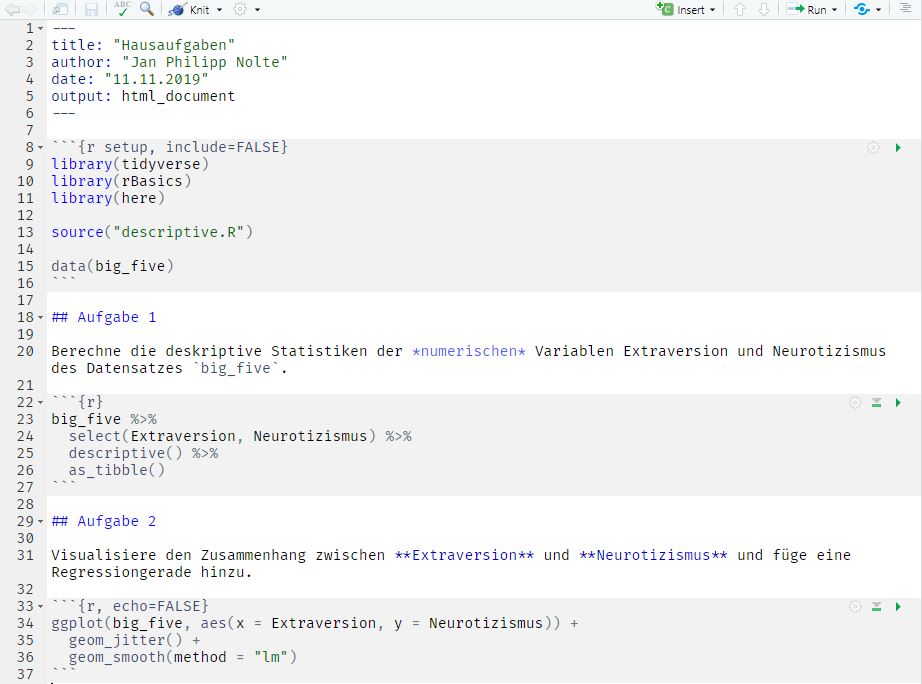 ABC Knit Insert Run
1 ---
2 title: "Hausaufgaben"
3 author: "Jan Philipp Nolte"
4 date: "11.11.2019"
5 output: html_document
6 ---
7
8 ```{r setup, include=FALSE}
9 library(tidyverse)
10 library(rBasics)
11 library(here)
12
13 source("descriptive.R")
14
15 data(big_five)
16 ```
17
18 ## Aufgabe 1
19
20 Berechne die deskriptive Statistiken der *numerischen* Variablen Extraversion und Neurotizismus
des Datensatzes `big_five`.
21
22 ```{r}
23 big_five %>%
24   select(Extraversion, Neurotizismus) %>%
25   descriptive() %>%
26   as_tibble()
27 ```
28
29 ## Aufgabe 2
30
31 Visualisiere den Zusammenhang zwischen **Extraversion** und **Neurotizismus** und füge eine
Regressiongerade hinzu.
32
33 ```{r, echo=FALSE}
34 ggplot(big_five, aes(x = Extraversion, y = Neurotizismus)) +
35   geom_jitter() +
36   geom_smooth(method = "lm")
37 ```